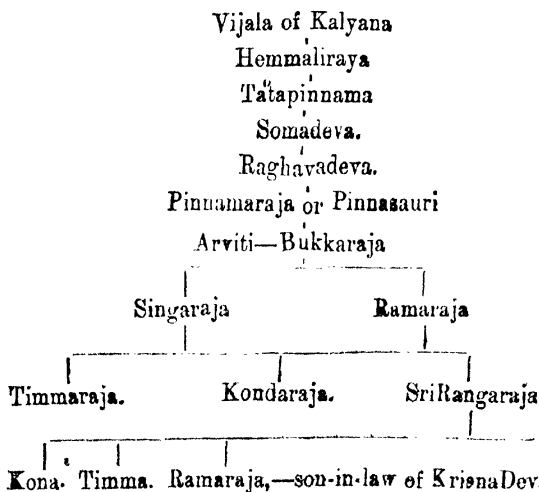 Vijala of Kalyana
Hemmaliraya
Tatapinnama
Somadeva.
Raghavadeva.
Pinnamaraja or Pinnasauri
Arviti—Bukkaraja
Singaraja Ramaraja
Timmaraja. Kondaraja. SriRangaraja
Kona. Timma. Ramaraja,—son-in-law of KrisnaDev